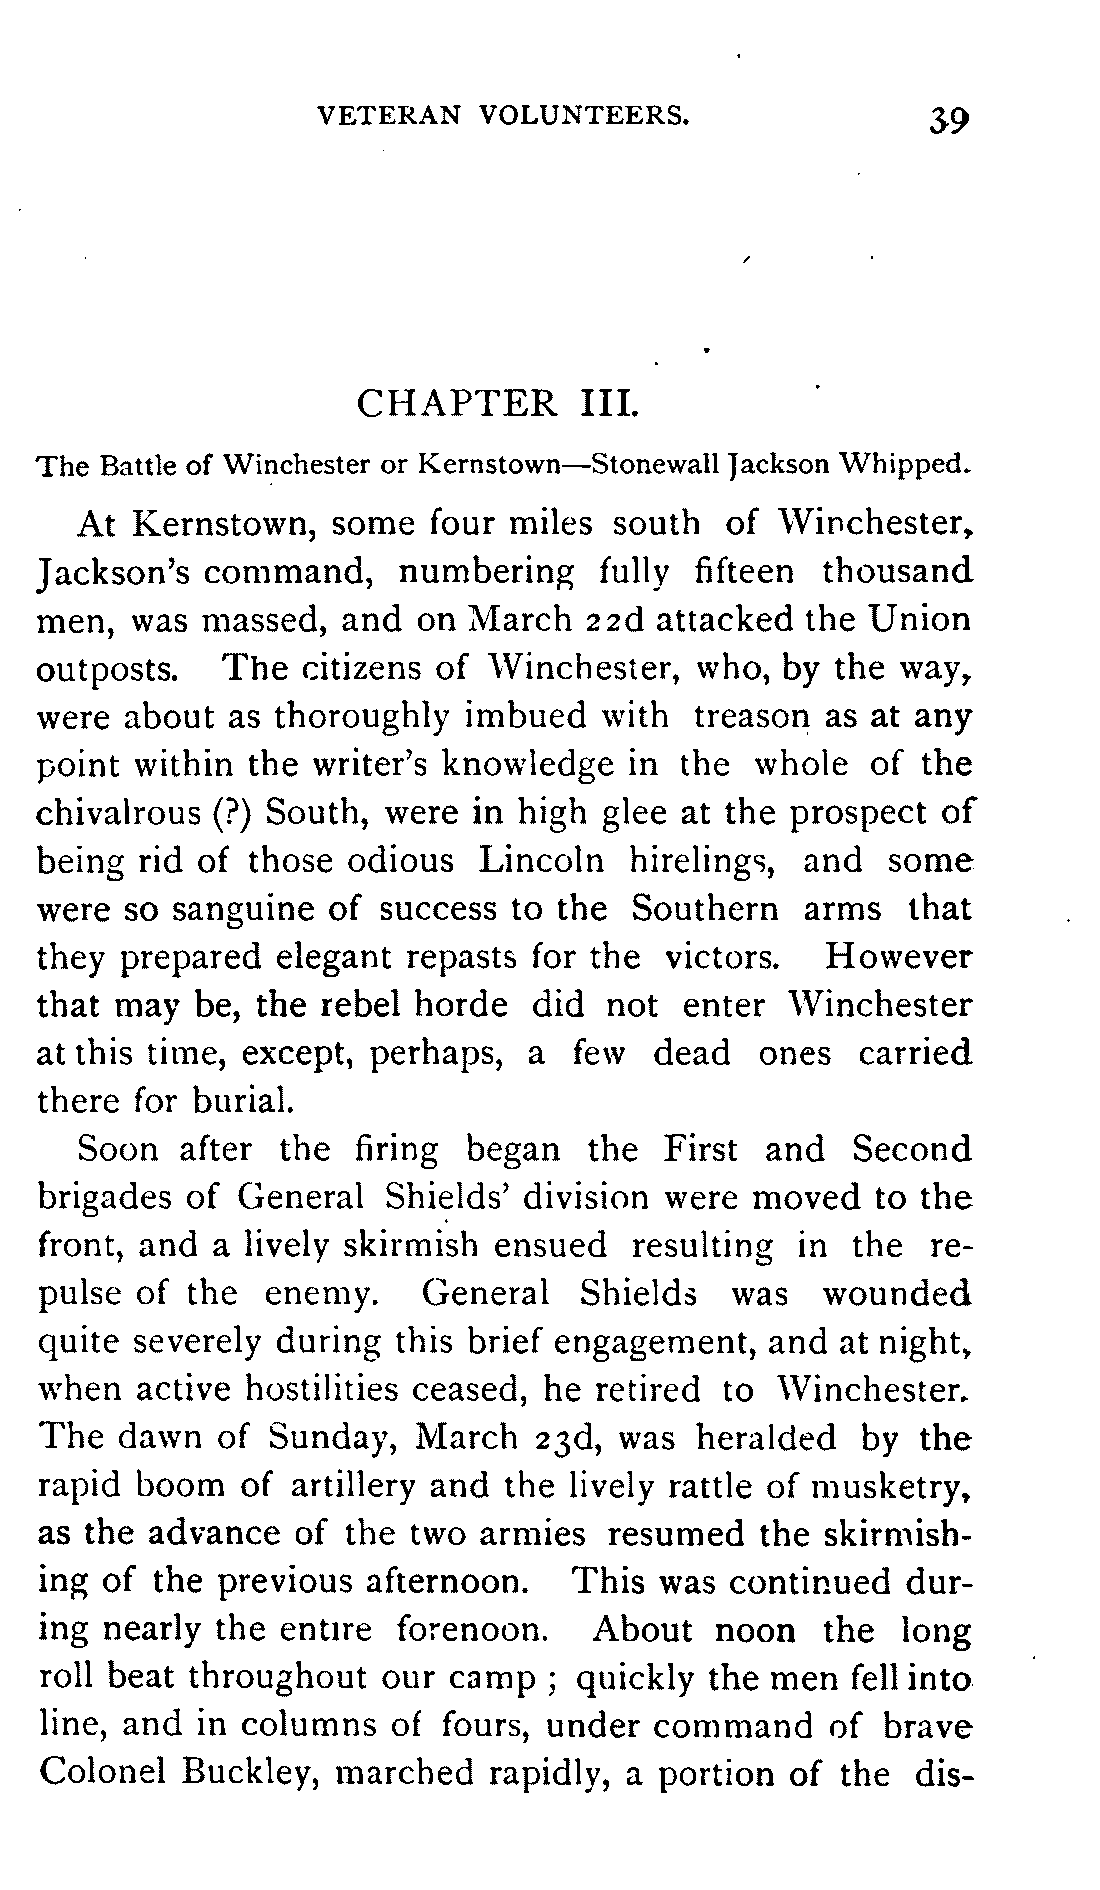 VETERAN VOLUNTEERS. 39
CHAPTER III.
The Battle of Winchester or Kernstown—Stonewall Jackson Whipped.
At Kernstown, some four miles south of Winchester,
Jackson's command, numbering fully fifteen thousand
men, was massed, and on March 22d attacked the Union
outposts. The citizens of Winchester, who, by the way,
were about as thoroughly imbued with treason as at any
point within the writer's knowledge in the whole of the
chivalrous (?) South, were in high glee at the prospect of
being rid of those odious Lincoln hirelings, and some
were so sanguine of success to the Southern arms that
they prepared elegant repasts for the victors. However
that may be, the rebel horde did not enter Winchester
at this time, except, perhaps, a few dead ones carried
there for burial.
Soon after the firing began the First and Second
brigades of General Shields' division were moved to the
front, and a lively skirmish ensued resulting in the re-
pulse of the enemy. General Shields was wounded
quite severely during this brief engagement, and at night,
when active hostilities ceased, he retired to Winchester.
The dawn of Sunday, March 23d, was heralded by the
rapid boom of artillery and the lively rattle of musketry,
as the advance of the two armies resumed the skirmish-
ing of the previous afternoon. This was continued dur-
ing nearly the entire forenoon. About noon the long
roll beat throughout our camp ; quickly the men fell into
line, and in columns of fours, under command of brave
Colonel Buckley, marched rapidly, a portion of the dis-